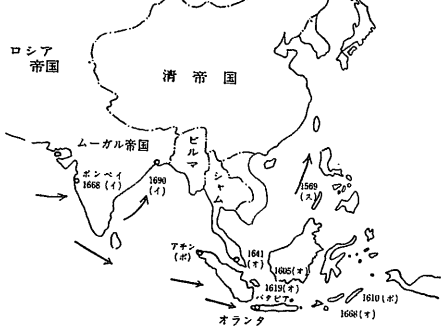 ロシア
帝国
清帝国
ムーガル帝国
ビルマ
シャム
ボンベイ
1668(イ)
1690
(イ)
1569
(ス)
アチン
(ポ)
1641
(オ)
1605(オ)
1619(オ)
バタビア
1610(ポ)
1668(オ)
オランダ